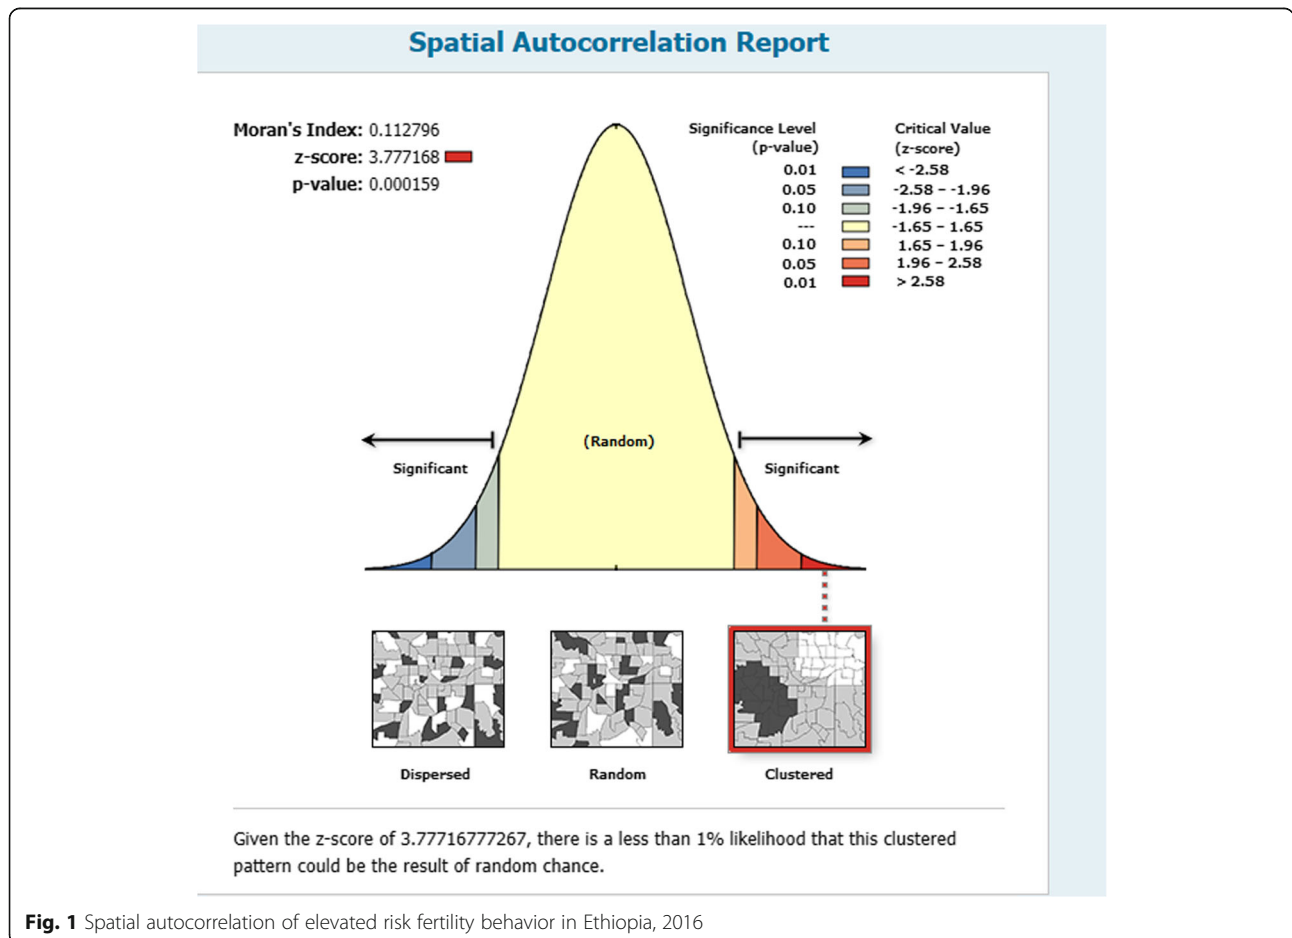 Spatial Autocorrelation Report
Moran's Index: 0.112796
z-score: 3.777168
p-value: 0.000159
Significance Level
(p-value)
Critical Value
(z-score)
0.01 < -2.58
0.05 -2.58 – -1.96
0.10 -1.96 – -1.65
--- -1.65 – 1.65
0.10 1.65 – 1.96
0.05 1.96 – 2.58
0.01 > 2.58
(Random)
Significant
Significant
Dispersed
Random
Clustered
Given the z-score of 3.77716777267, there is a less than 1% likelihood that this clustered
pattern could be the result of random chance.
Fig. 1 Spatial autocorrelation of elevated risk fertility behavior in Ethiopia, 2016